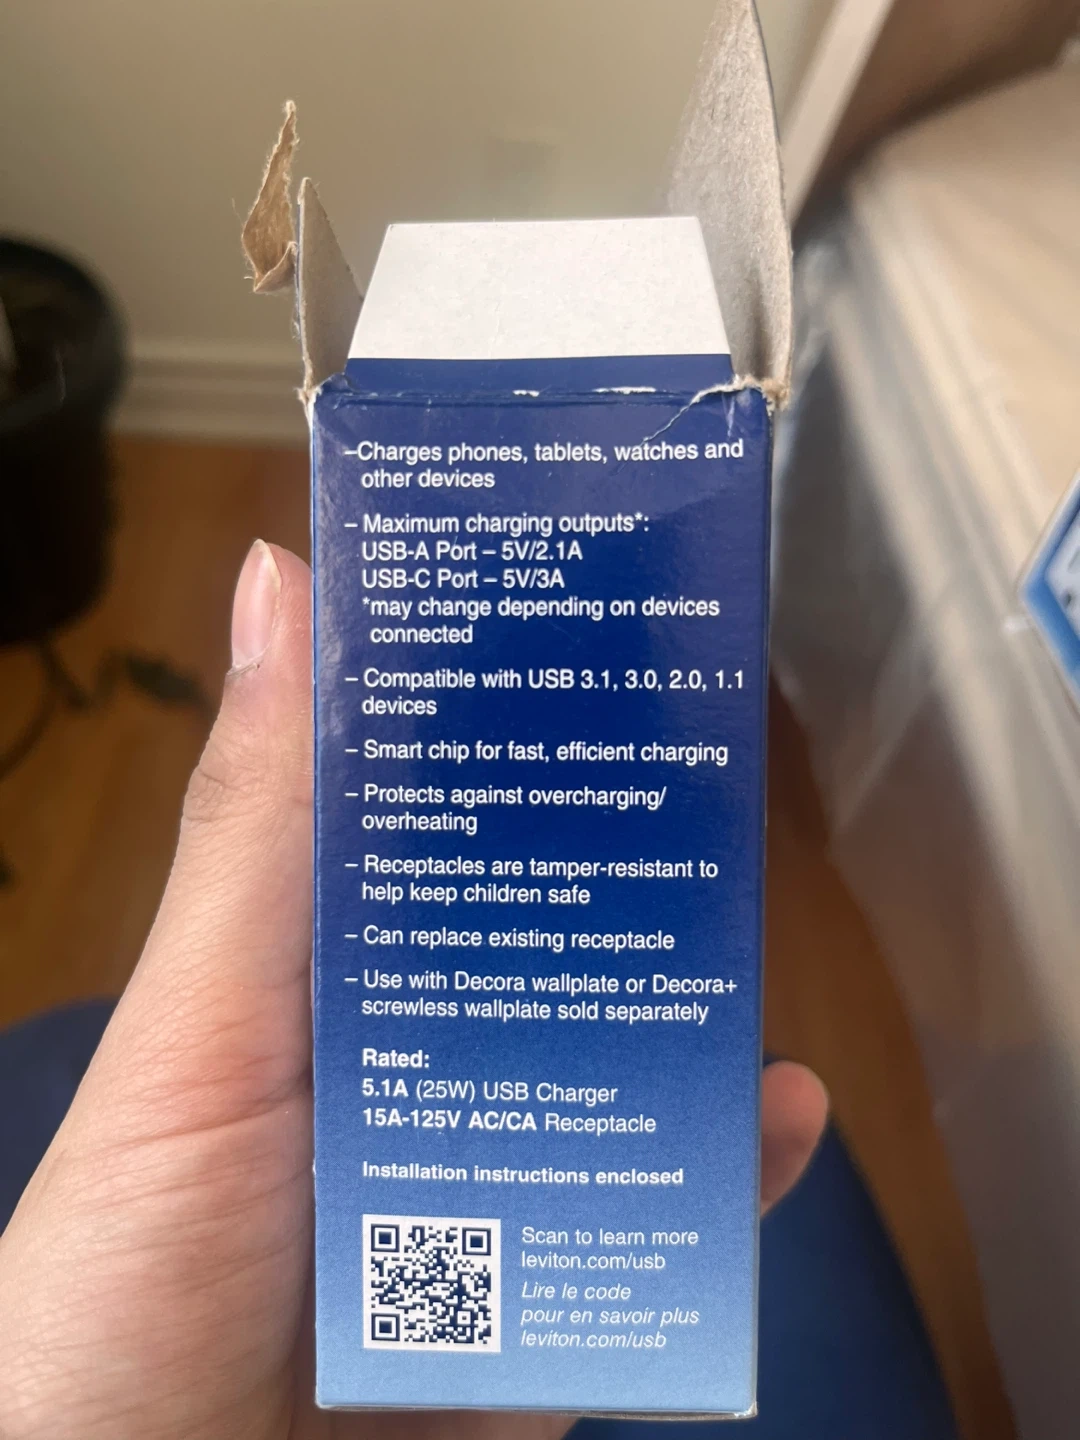 –Charges phones, tablets, watches and
other devices
– Maximum charging outputs*:
USB-A Port – 5V/2.1A
USB-C Port – 5V/3A
*may change depending on devices
connected
– Compatible with USB 3.1, 3.0, 2.0, 1.1
devices
– Smart chip for fast, efficient charging
– Protects against overcharging/
overheating
– Receptacles are tamper-resistant to
help keep children safe
– Can replace existing receptacle
– Use with Decora wallplate or Decora+
screwless wallplate sold separately
Rated:
5.1A (25W) USB Charger
15A-125V AC/CA Receptacle
Installation instructions enclosed
Scan to learn more
leviton.com/usb
Lire le code
pour en savoir plus
leviton.com/usb